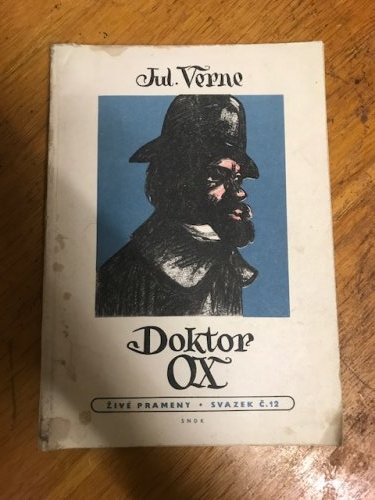 Jul. Verne
Doktor
OX
ŽIVÉ PRAMENY • SVAZEK Č.12
SNDK